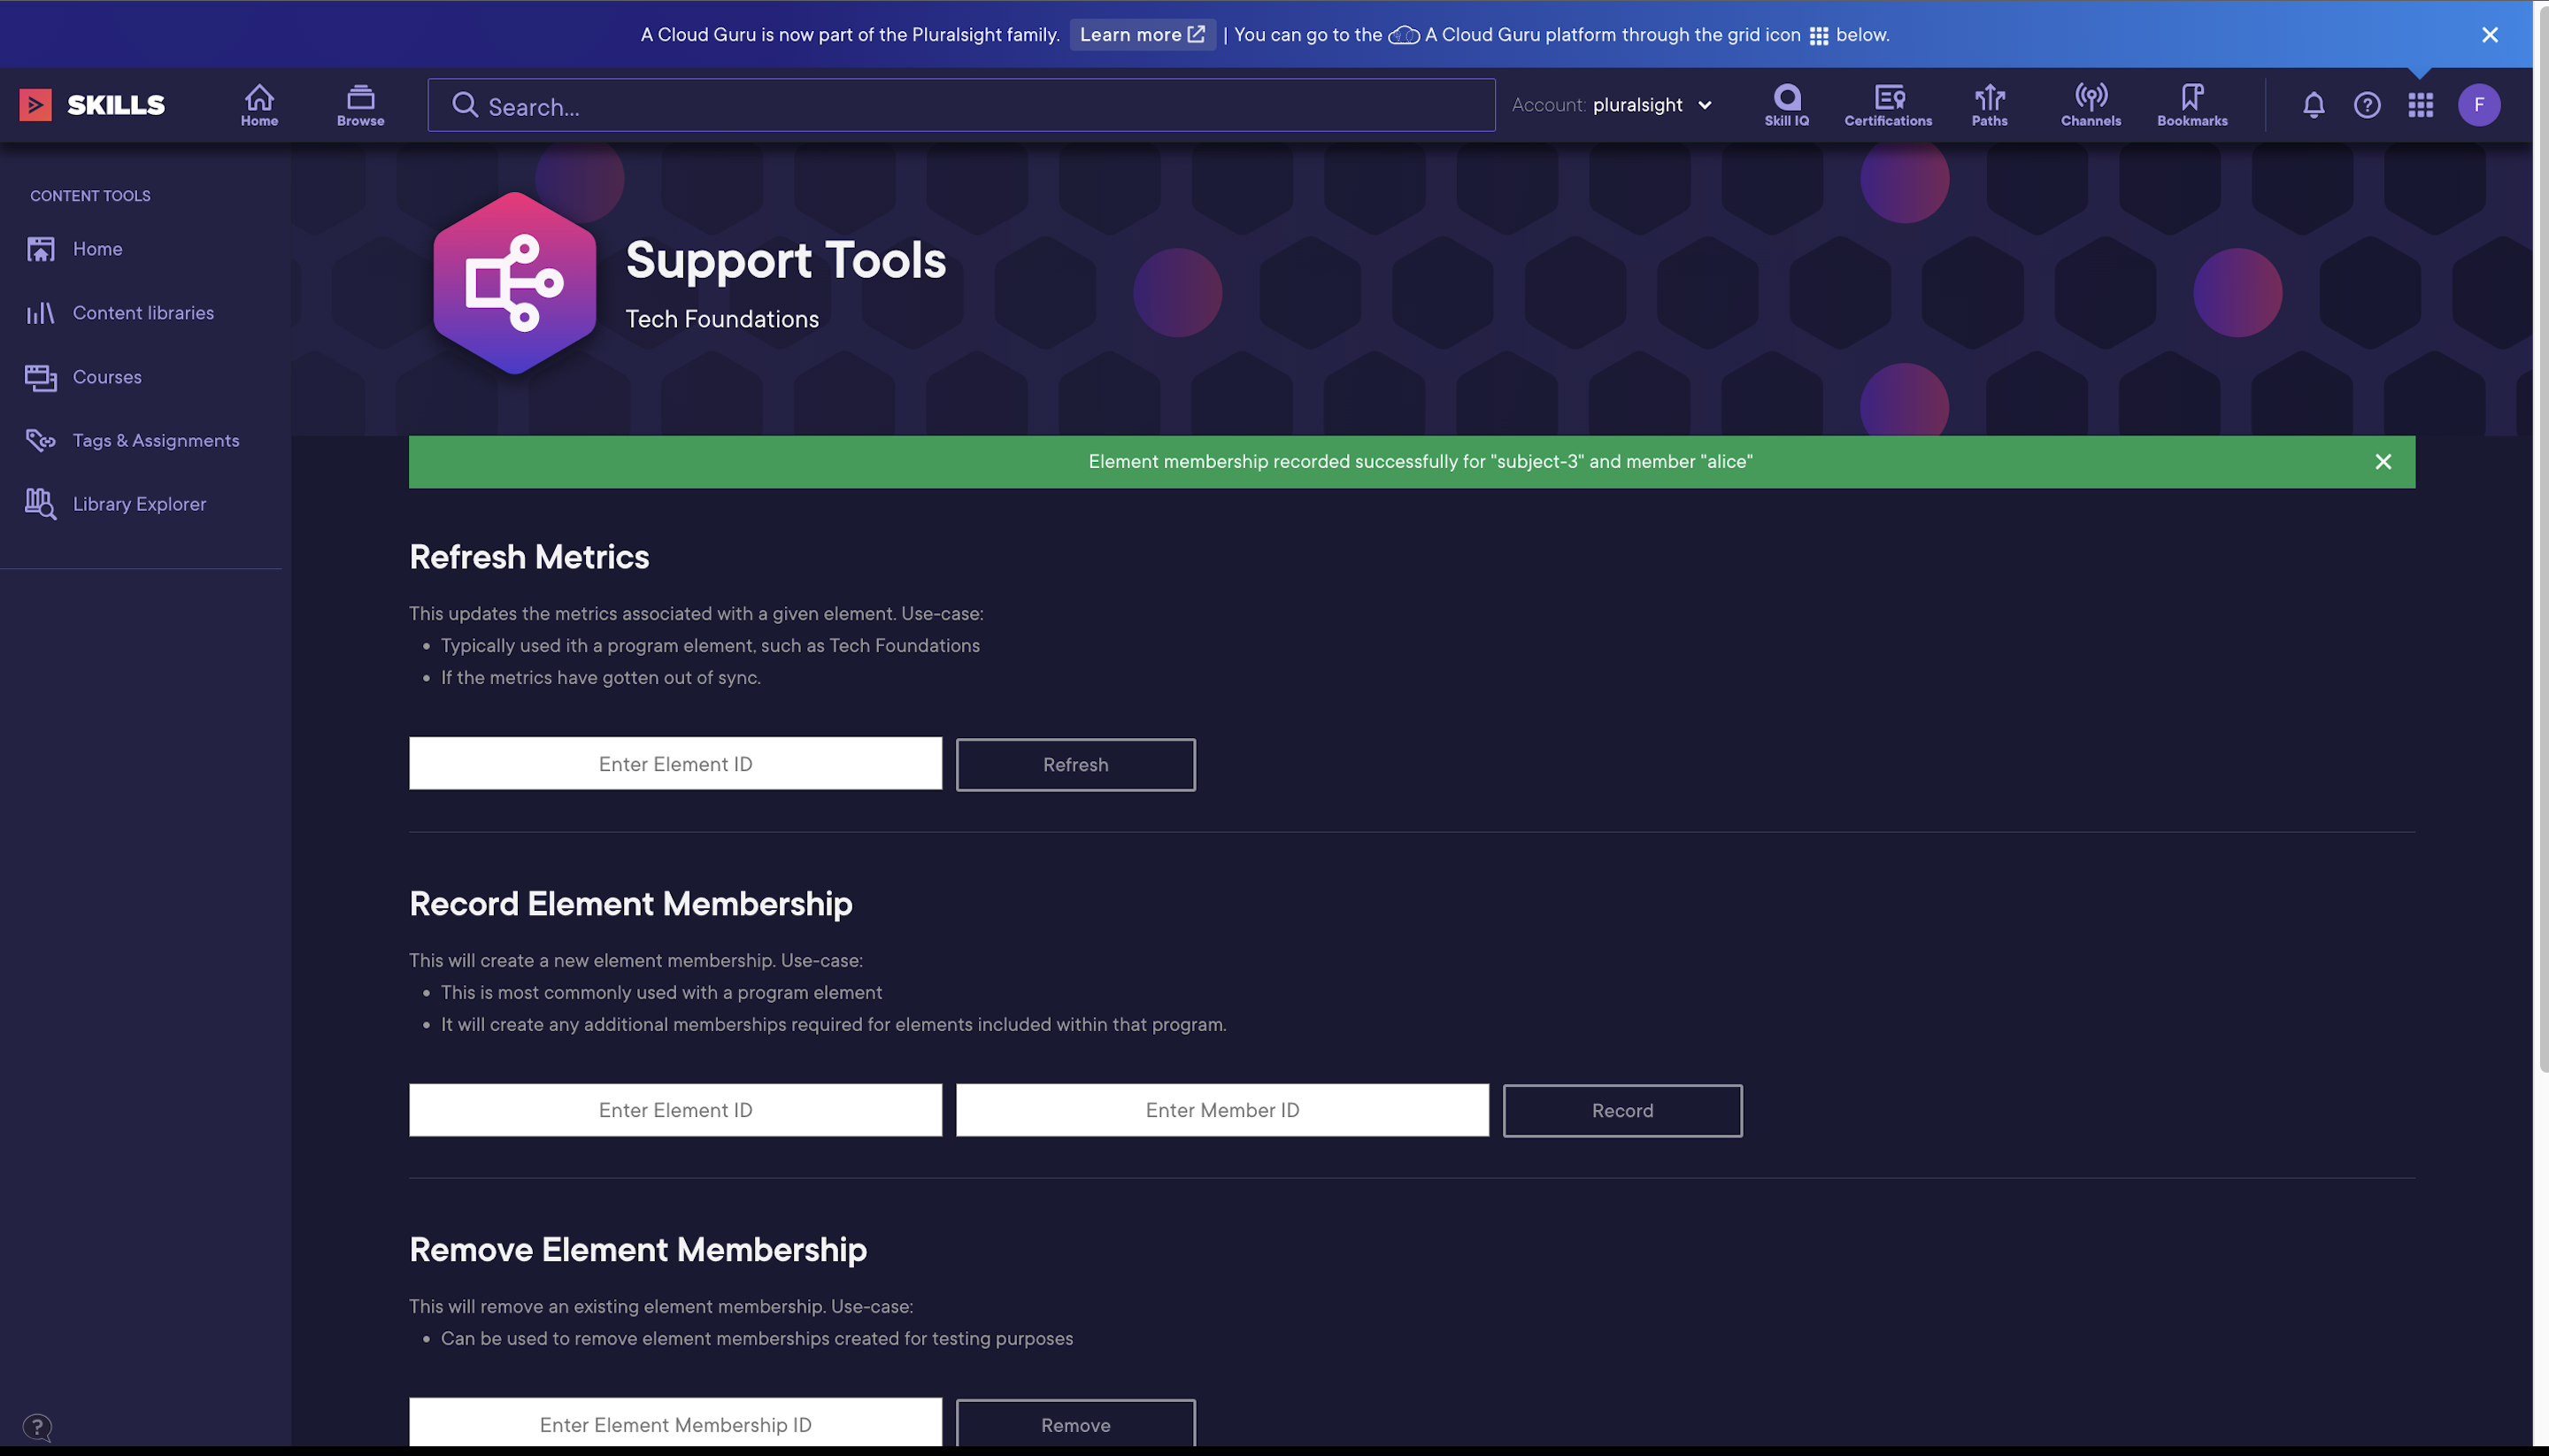 A Cloud Guru is now part of the Pluralsight family. Learn more | You can go to the A Cloud Guru platform through the grid icon below.
SKILLS
Home
Browse
Search...
Account: pluralsight
Skill IQ
Certifications
Paths
Channels
Bookmarks
?
F
CONTENT TOOLS
Home
Content libraries
Courses
Tags & Assignments
Library Explorer
?
Support Tools
Tech Foundations
Element membership recorded successfully for "subject-3" and member "alice"
Refresh Metrics
This updates the metrics associated with a given element. Use-case:
• Typically used ith a program element, such as Tech Foundations
• If the metrics have gotten out of sync.
Enter Element ID
Refresh
Record Element Membership
This will create a new element membership. Use-case:
• This is most commonly used with a program element
• It will create any additional memberships required for elements included within that program.
Enter Element ID
Enter Member ID
Record
Remove Element Membership
This will remove an existing element membership. Use-case:
• Can be used to remove element memberships created for testing purposes
Enter Element Membership ID
Remove